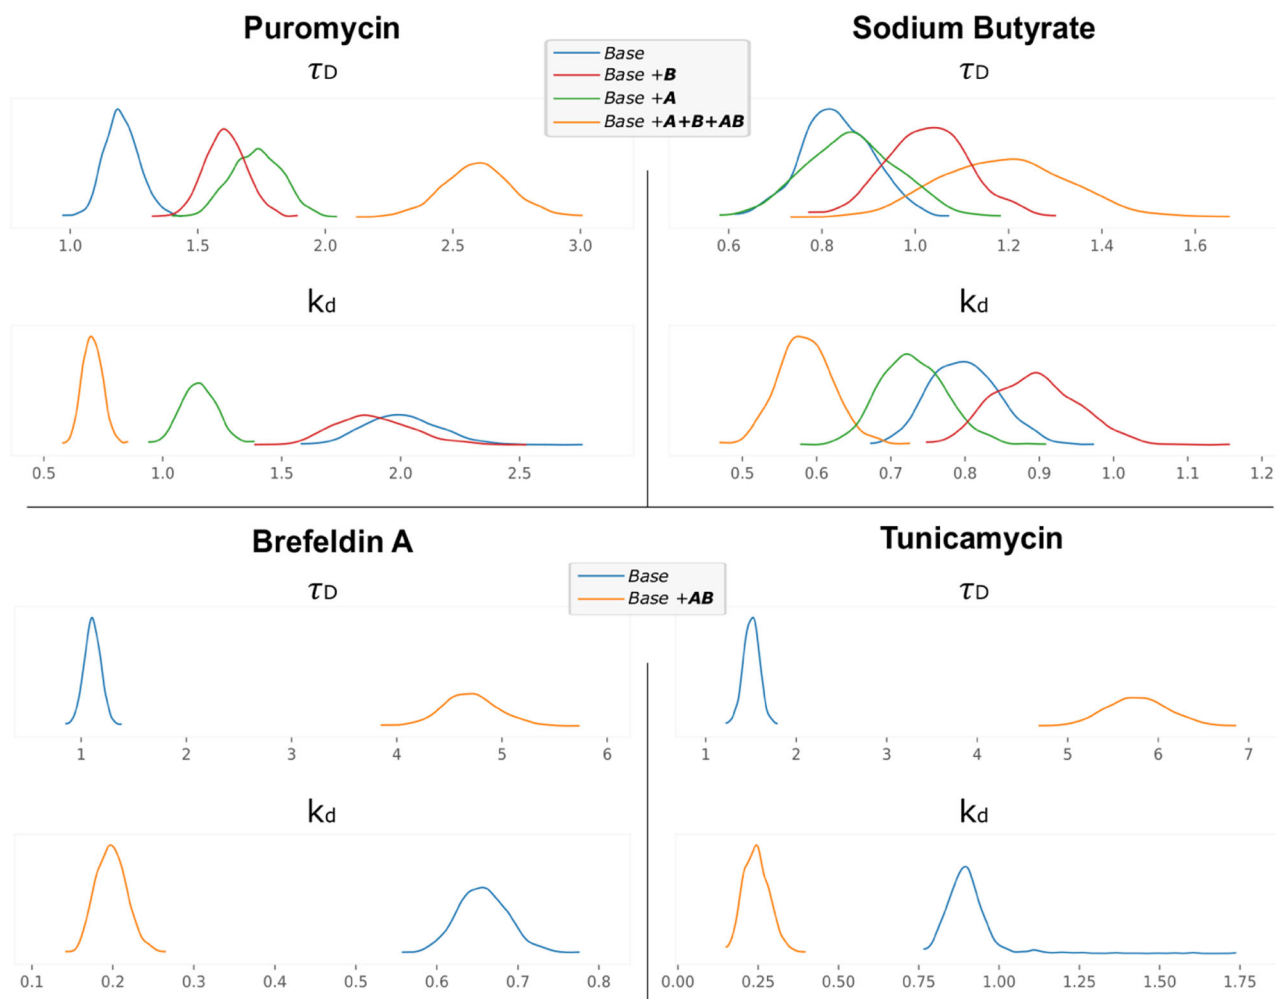 Puromycin
τD
Base
Base +B
Base +A
Base +A+B+AB
1.0 1.5 2.0 2.5 3.0
kd
0.5 1.0 1.5 2.0 2.5
Sodium Butyrate
τD
0.6 0.8 1.0 1.2 1.4 1.6
kd
0.5 0.6 0.7 0.8 0.9 1.0 1.1 1.2
Brefeldin A
τD
Base
Base +AB
1 2 3 4 5 6
kd
0.1 0.2 0.3 0.4 0.5 0.6 0.7 0.8
Tunicamycin
τD
1 2 3 4 5 6 7
kd
0.00 0.25 0.50 0.75 1.00 1.25 1.50 1.75